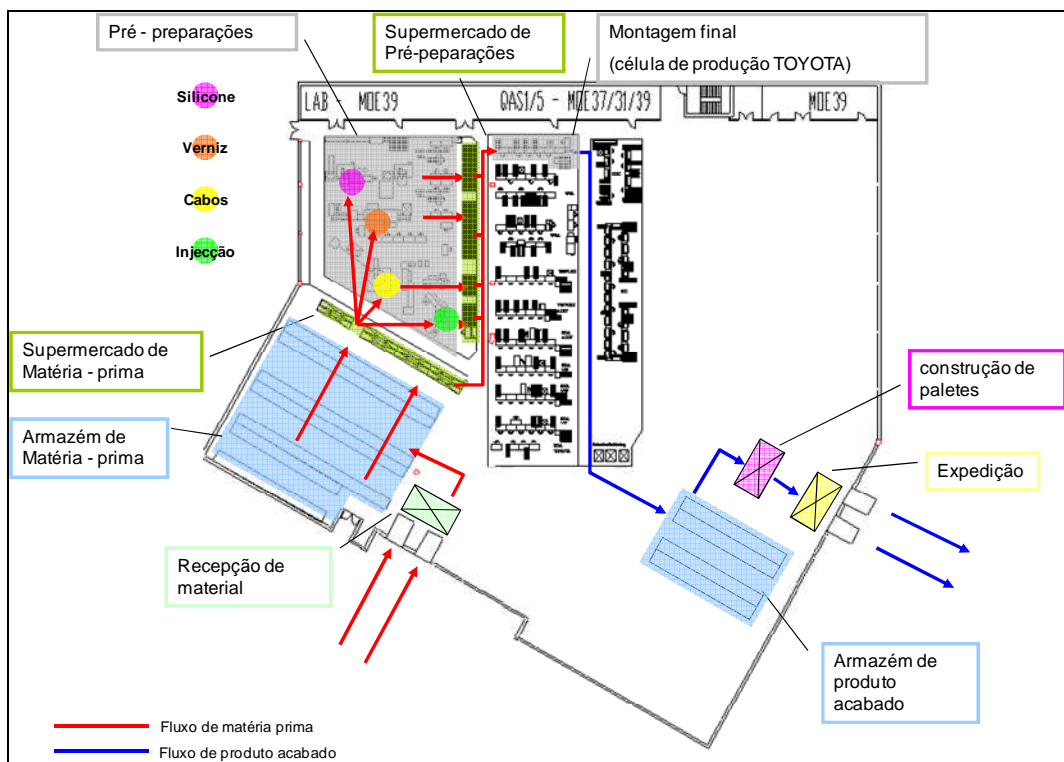 Pré - preparações
Supermercado de
Pré-peparações
Montagem final
(célula de produção TOYOTA)
Silicone
Verniz
Cabos
Injecção
LAB - MOE39
QAS1/5 - MOE37/31/39
MOE39
Supermercado de
Matéria - prima
Armazém de
Matéria - prima
Recepção de
material
construção de
paletes
Expedição
Armazém de
produto
acabado
Fluxo de matéria prima
Fluxo de produto acabado